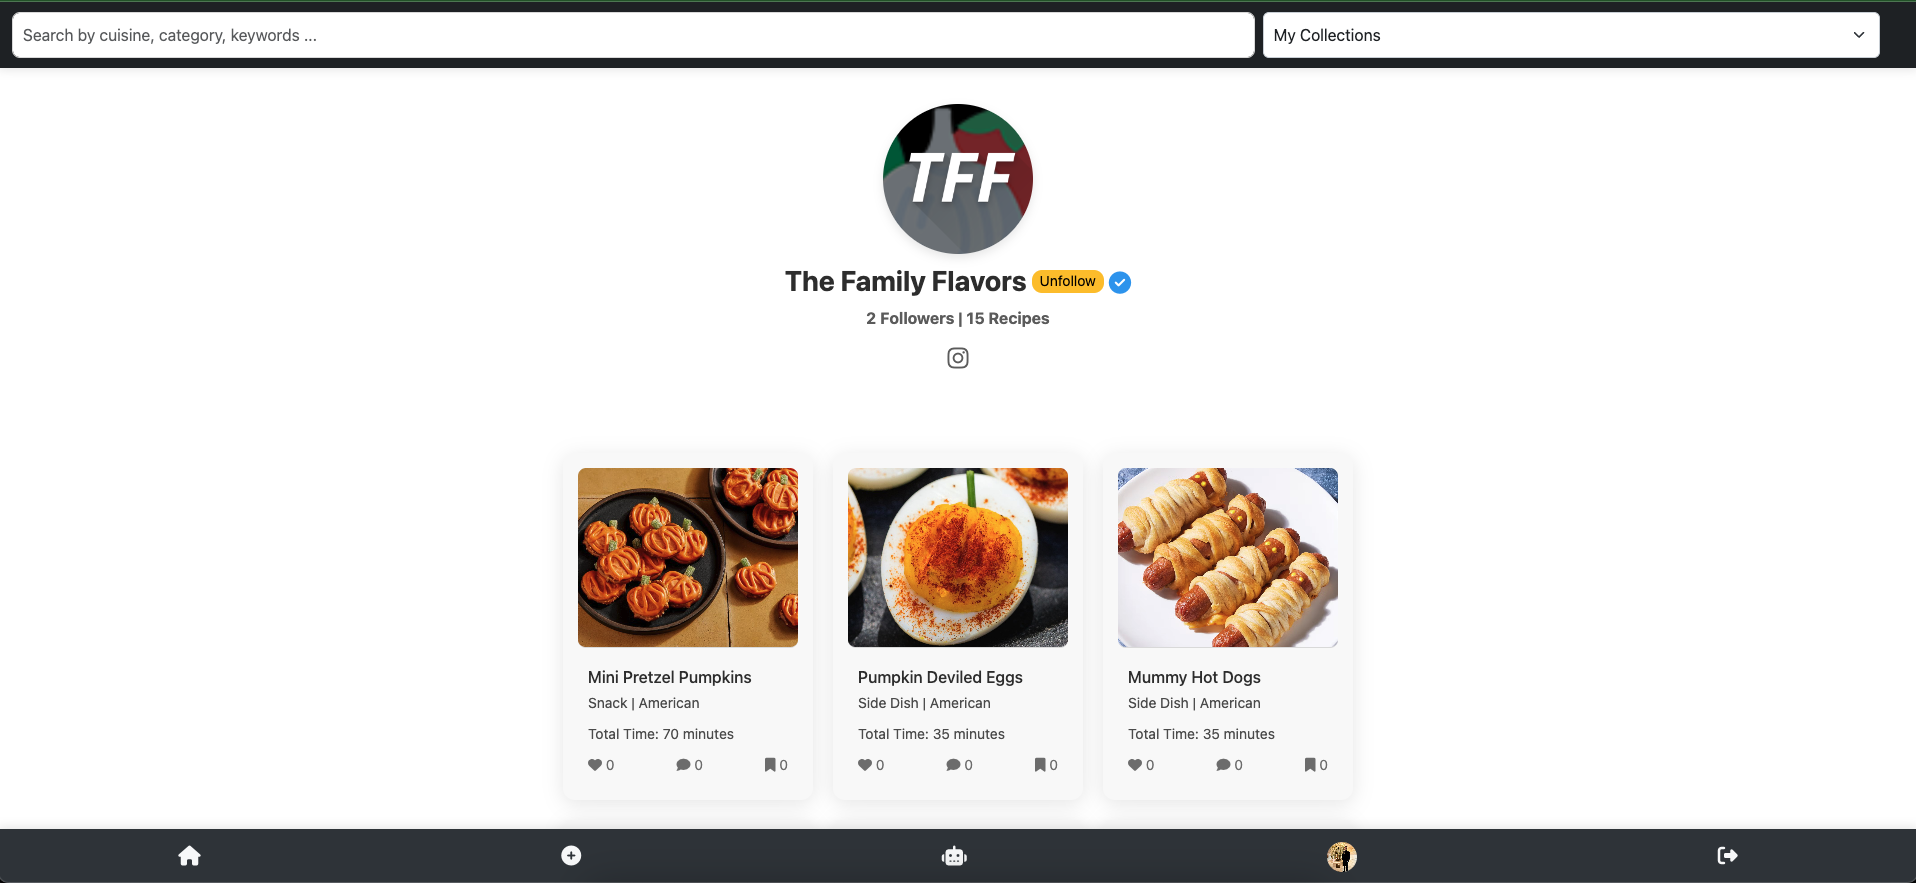 Search by cuisine, category, keywords ...
My Collections
TFF
The Family Flavors Unfollow
2 Followers | 15 Recipes
Mini Pretzel Pumpkins
Snack | American
Total Time: 70 minutes
0 0 0
Pumpkin Deviled Eggs
Side Dish | American
Total Time: 35 minutes
0 0 0
Mummy Hot Dogs
Side Dish | American
Total Time: 35 minutes
0 0 0